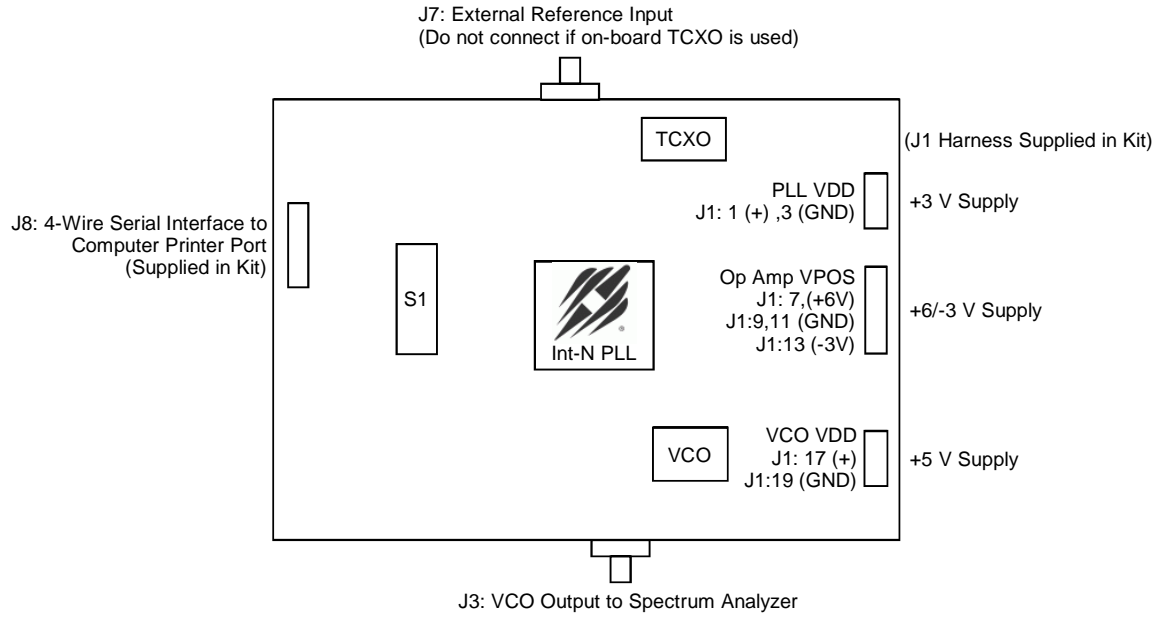 J7: External Reference Input
(Do not connect if on-board TCXO is used)
TCXO
(J1 Harness Supplied in Kit)
PLL VDD
J1: 1 (+) ,3 (GND)
+3 V Supply
J8: 4-Wire Serial Interface to
Computer Printer Port
(Supplied in Kit)
S1
Int-N PLL
®
Op Amp VPOS
J1: 7,(+6V)
J1:9,11 (GND)
J1:13 (-3V)
+6/-3 V Supply
VCO
VCO VDD
J1: 17 (+)
J1:19 (GND)
+5 V Supply
J3: VCO Output to Spectrum Analyzer